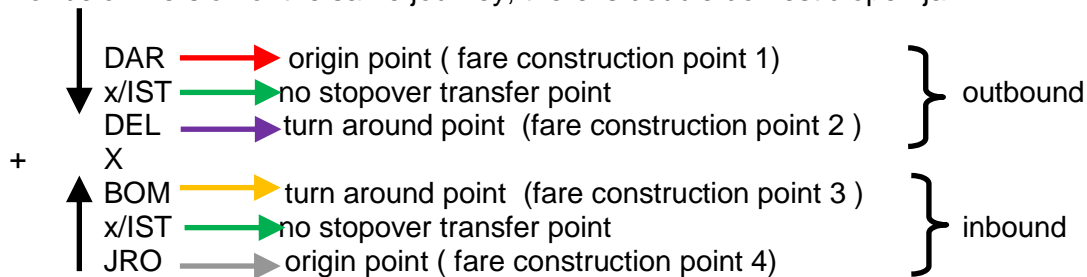 DAR origin point ( fare construction point 1)
x/IST no stopover transfer point
outbound
DEL turn around point (fare construction point 2 )
+ X
BOM turn around point (fare construction point 3 )
x/IST no stopover transfer point
inbound
JRO origin point ( fare construction point 4)